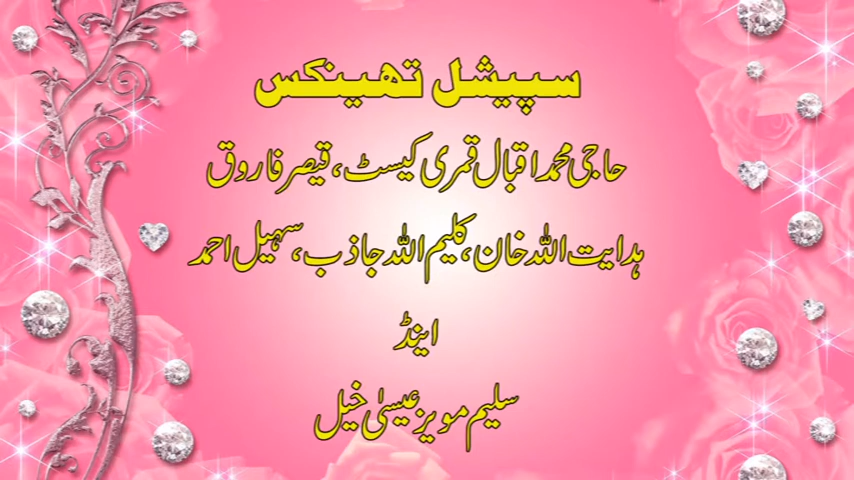 سپیشل تھینکس
حاجی محمد اقبال قمری کیسٹ، قیصر فاروق
ہدایت اللہ خان، کلیم اللہ جاذب، سہیل احمد
اینڈ
سلیم مویز عیسیٰ خیل